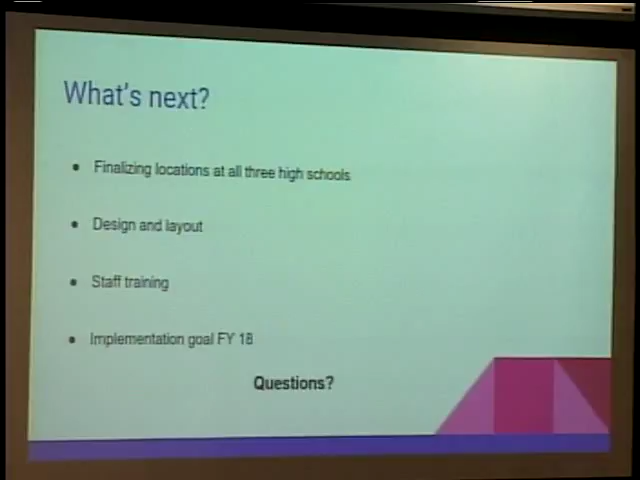 What's next?
● Finalizing locations at all three high schools
● Design and layout
● Staff training
● Implementation goal FY 18
Questions?